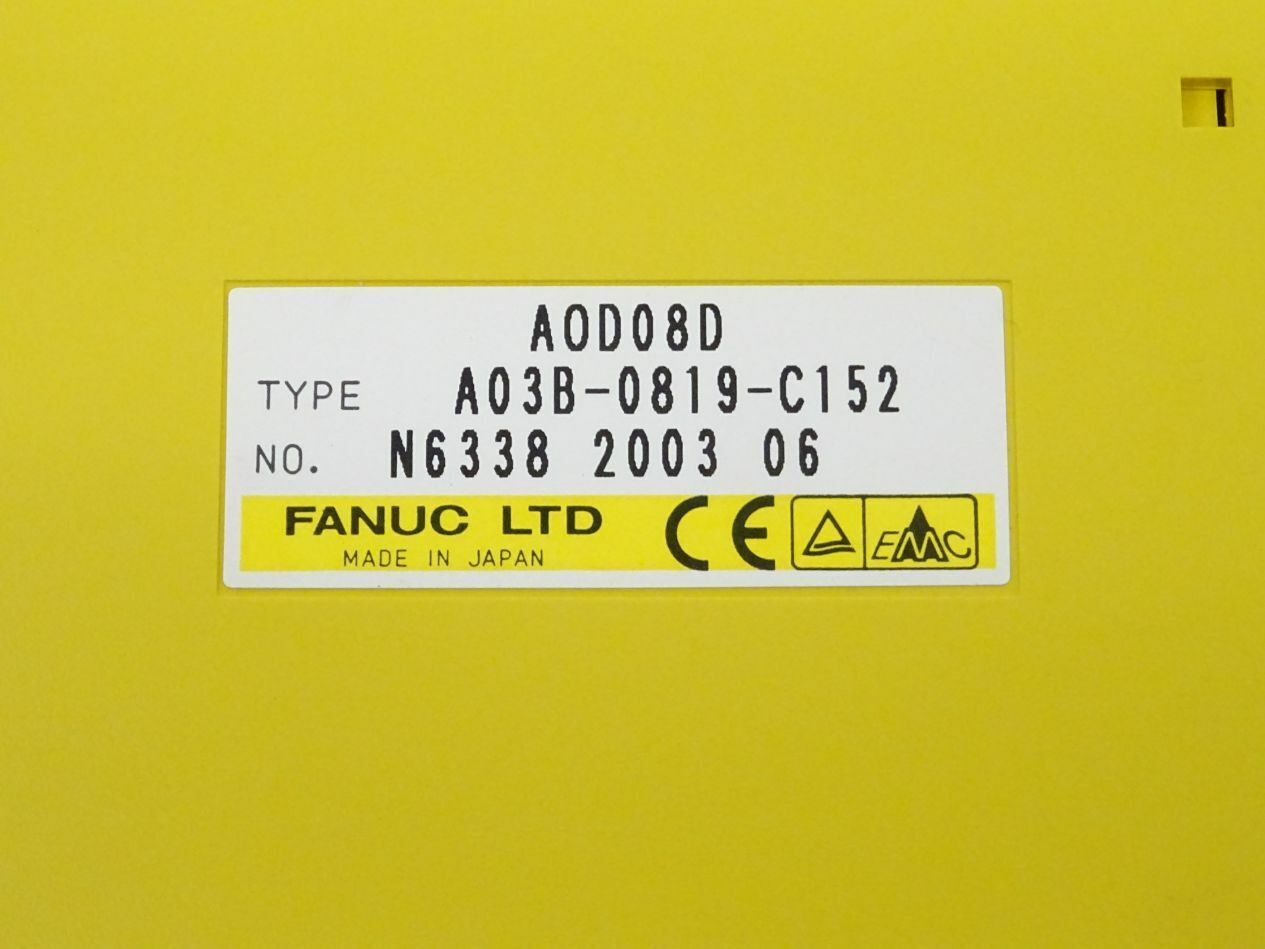 AOD08D
TYPE A03B-0819-C152
NO. N6338 2003 06
FANUC LTD
MADE IN JAPAN
CE
EMC